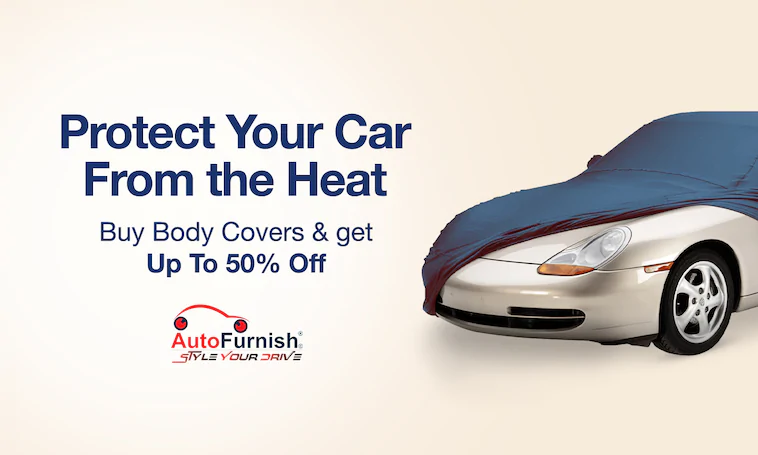 Protect Your Car
From the Heat
Buy Body Covers & get
Up To 50% Off
AutoFurnish®
STYLE YOUR DRIVE